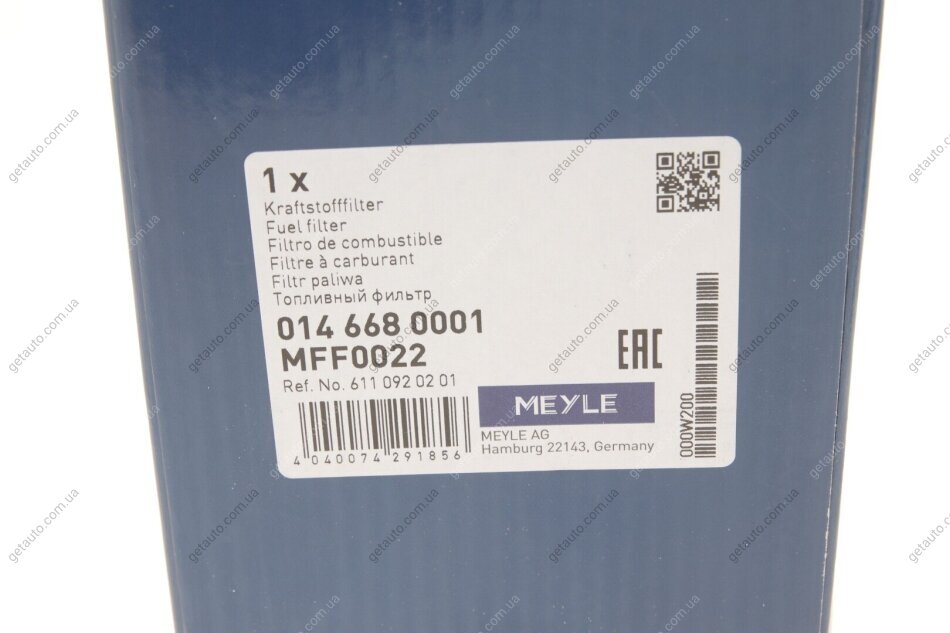 1 x
Kraftstofffilter
Fuel filter
Filtro de combustible
Filtre à carburant
Filtr paliwa
Топливный фильтр
014 668 0001
MFF0022
Ref. No. 611 092 02 01
4 040074 291856
EAC
MEYLE
MEYLE AG
Hamburg 22143, Germany
000W200
getauto.com.ua